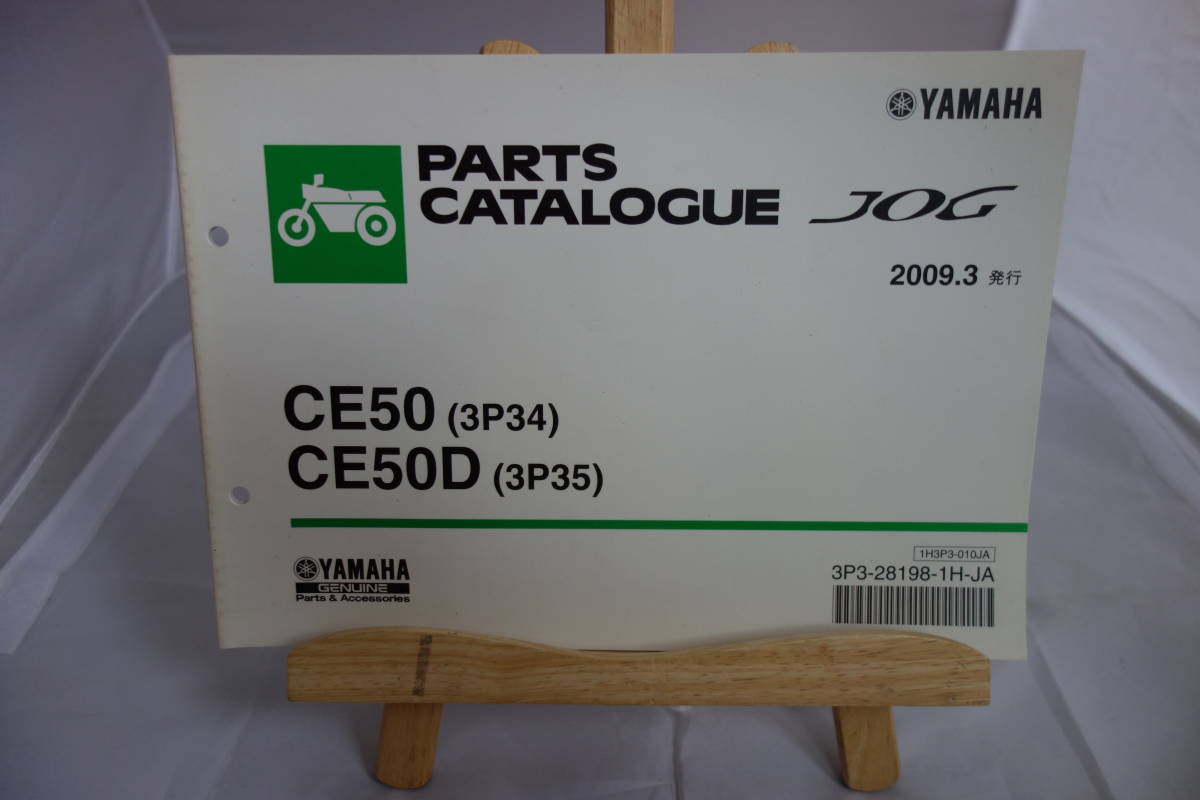 YAMAHA
PARTS
CATALOGUE
JOG
2009.3 発行
CE50 (3P34)
CE50D (3P35)
YAMAHA
GENUINE
Parts & Accessories
1H3P3-010JA
3P3-28198-1H-JA